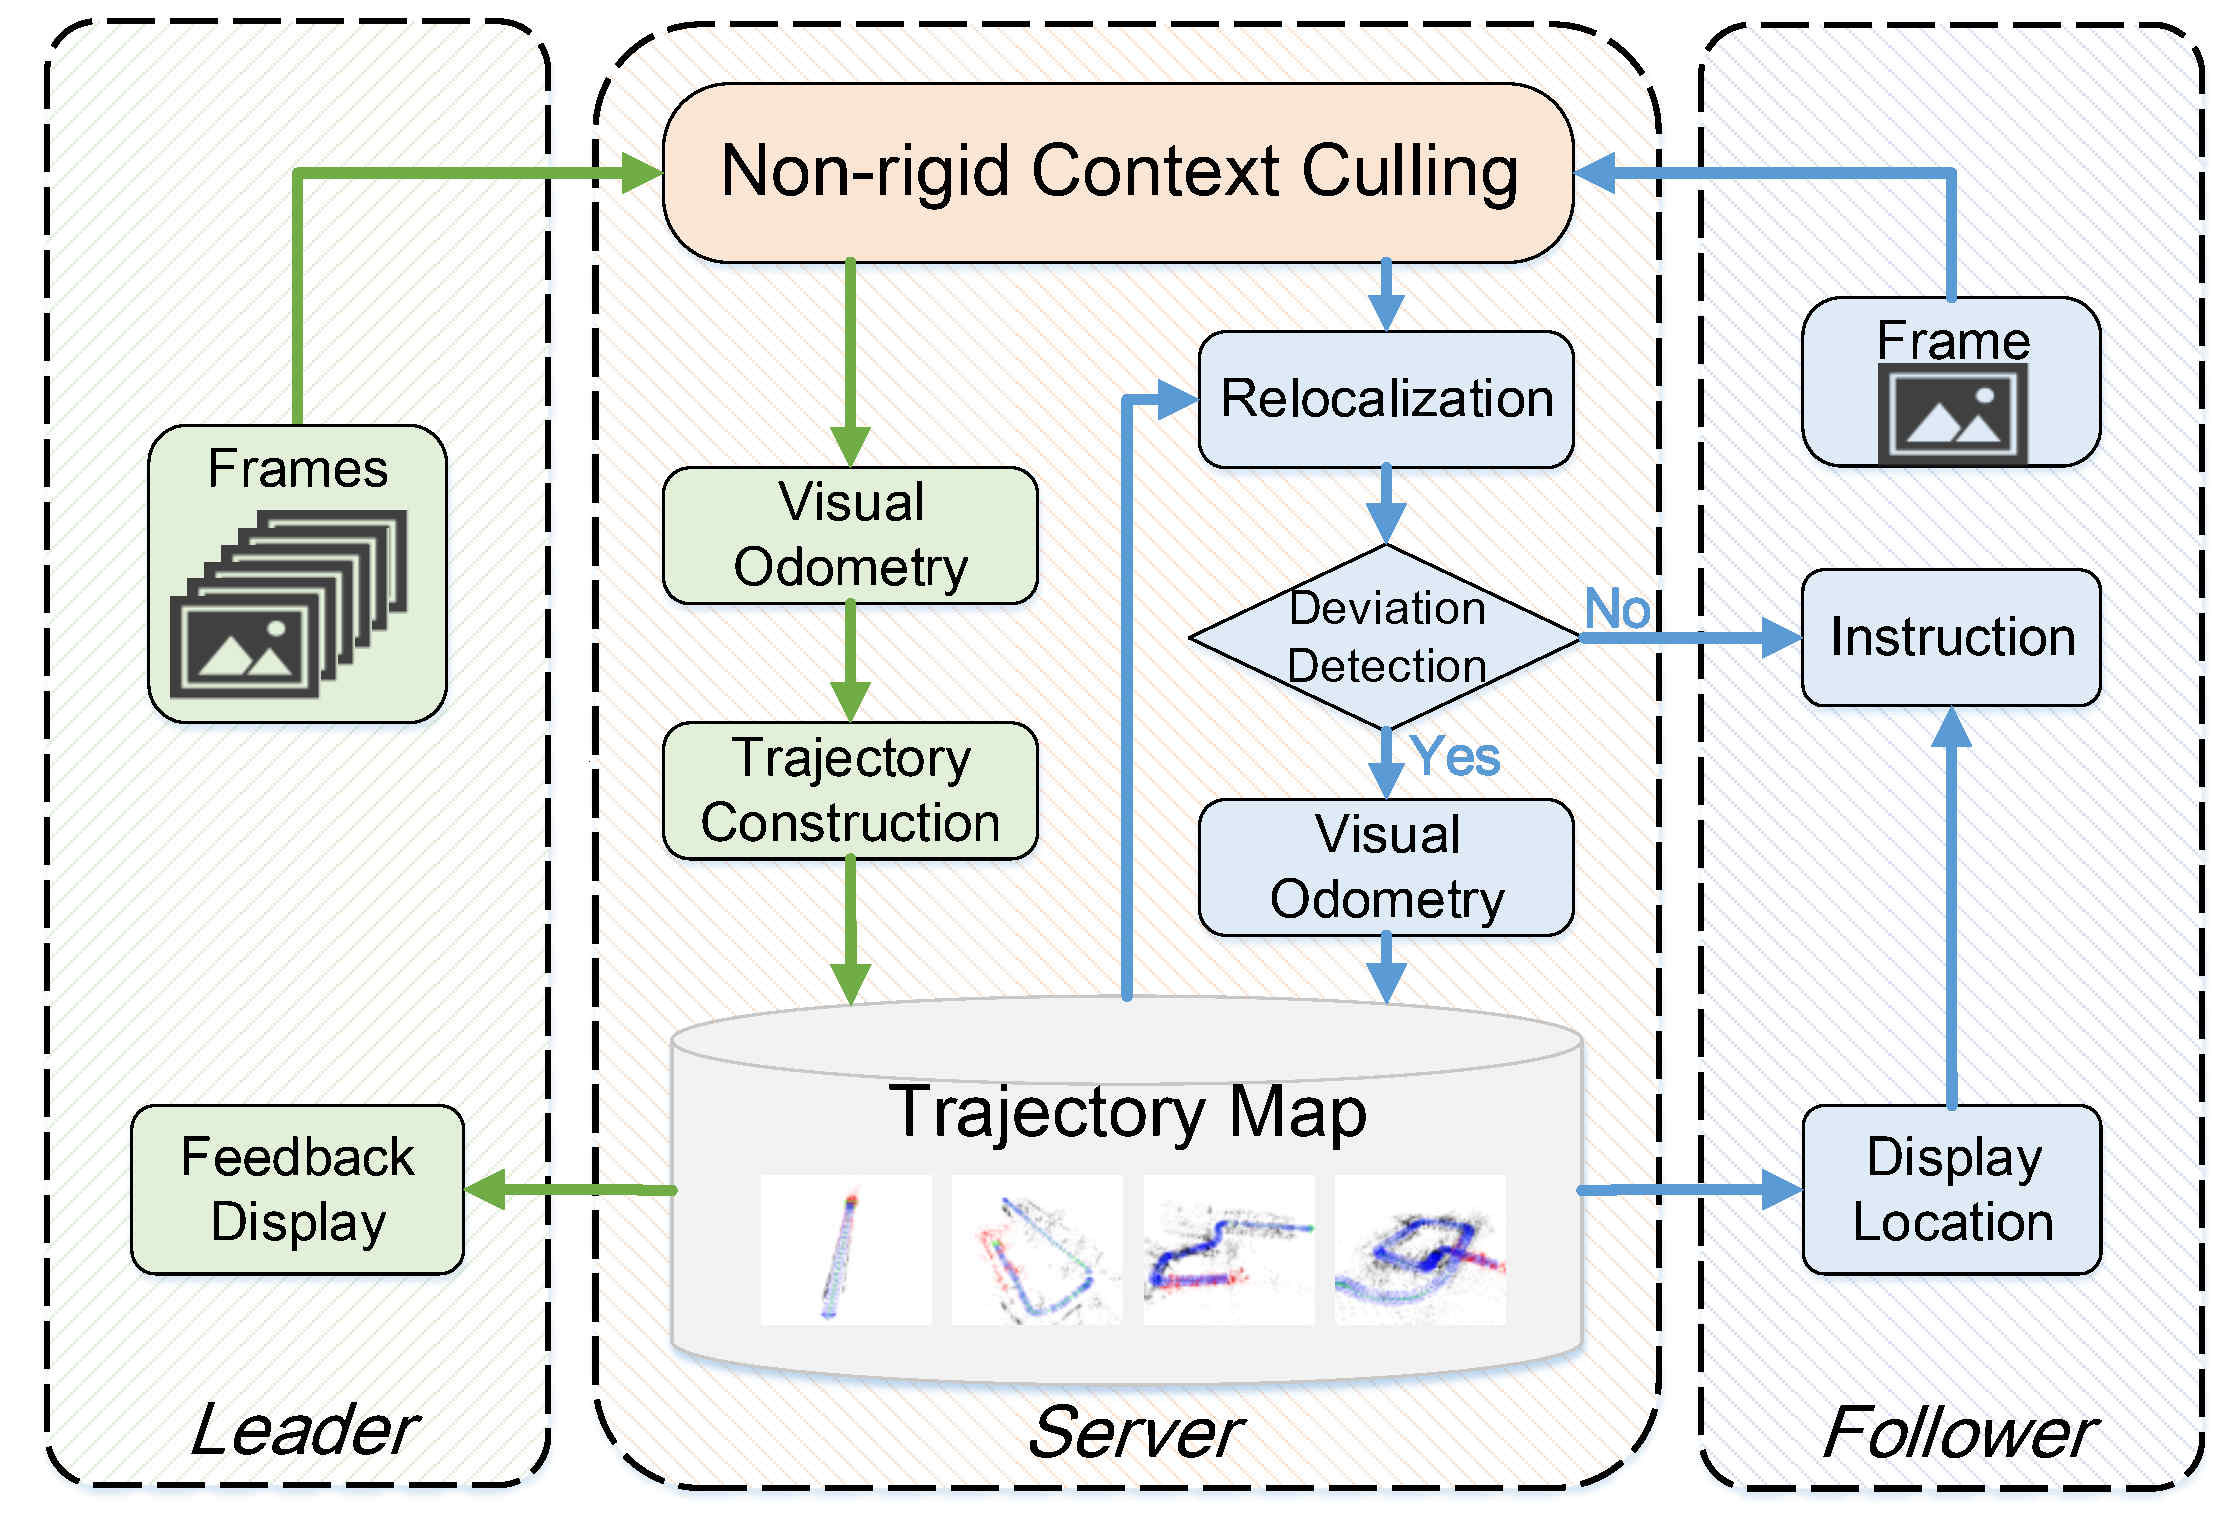 Non-rigid Context Culling
Frames
Visual
Odometry
Trajectory
Construction
Relocalization
Deviation
Detection
No
Yes
Visual
Odometry
Frame
Instruction
Trajectory Map
Feedback
Display
Display
Location
Leader
Server
Follower